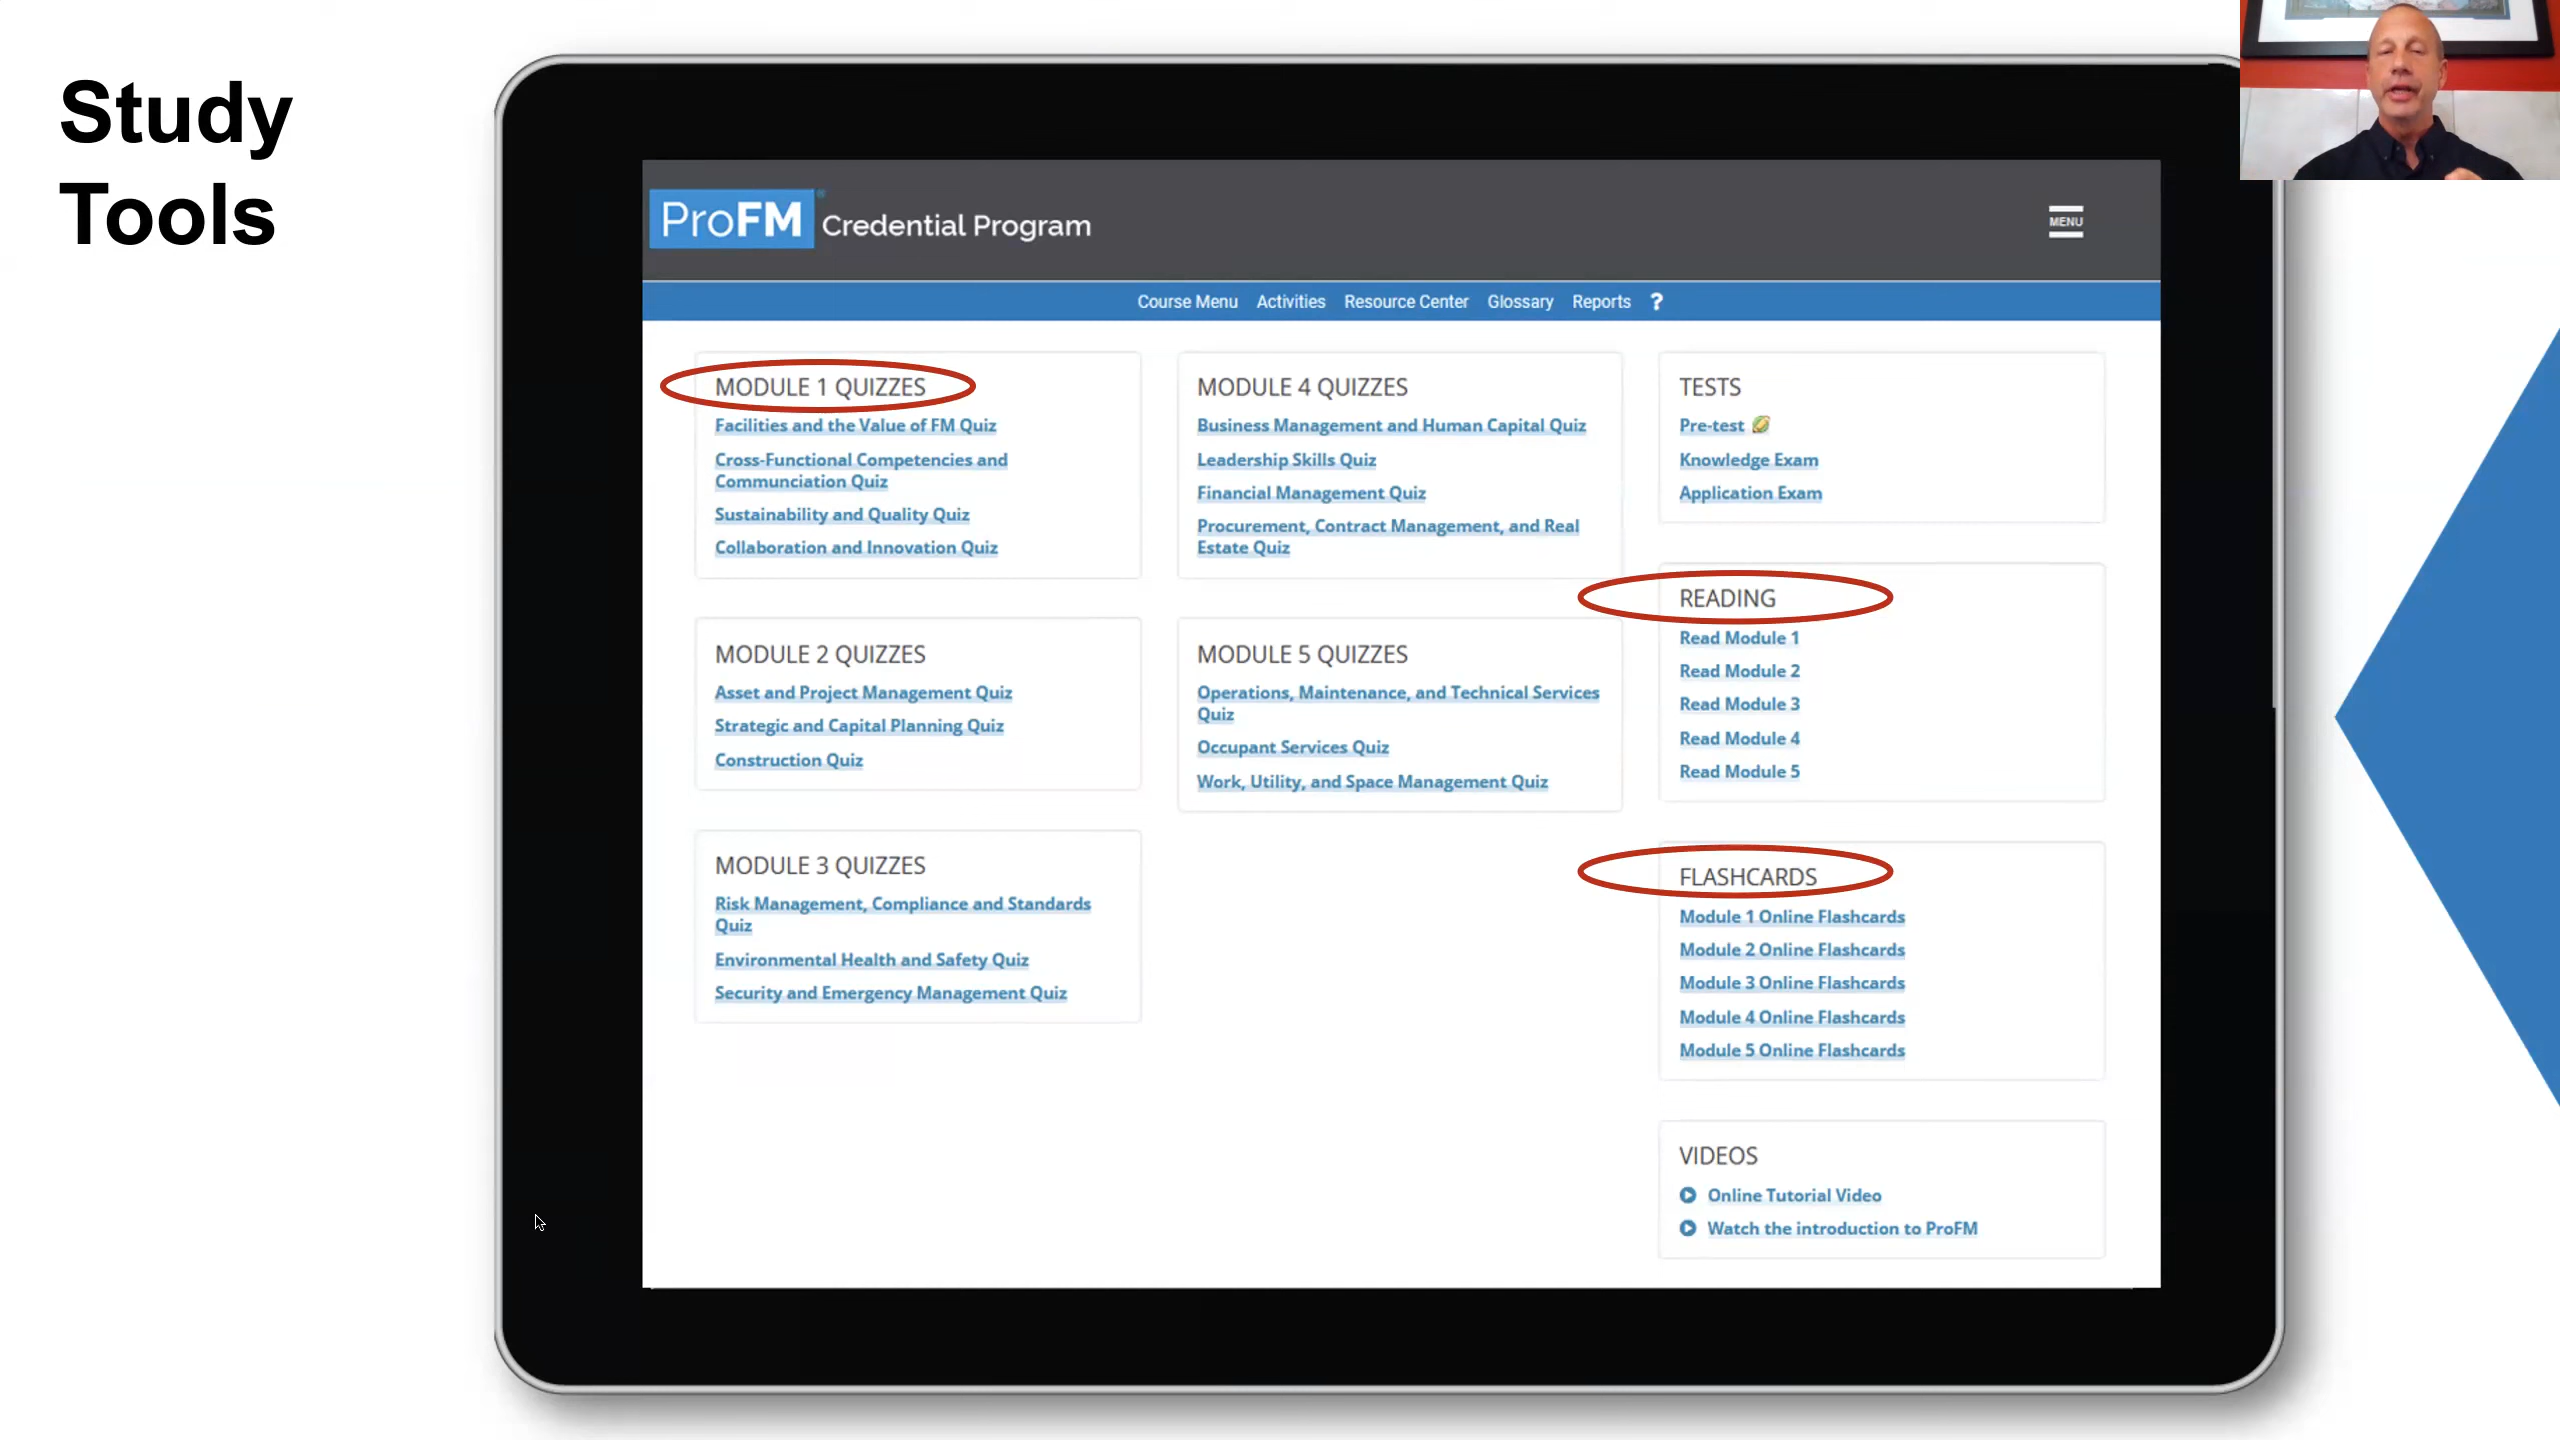 Study
Tools
ProFM® Credential Program
MENU
Course Menu Activities Resource Center Glossary Reports ?
MODULE 1 QUIZZES
Facilities and the Value of FM Quiz
Cross-Functional Competencies and
Communciation Quiz
Sustainability and Quality Quiz
Collaboration and Innovation Quiz
MODULE 2 QUIZZES
Asset and Project Management Quiz
Strategic and Capital Planning Quiz
Construction Quiz
MODULE 3 QUIZZES
Risk Management, Compliance and Standards
Quiz
Environmental Health and Safety Quiz
Security and Emergency Management Quiz
MODULE 4 QUIZZES
Business Management and Human Capital Quiz
Leadership Skills Quiz
Financial Management Quiz
Procurement, Contract Management, and Real
Estate Quiz
MODULE 5 QUIZZES
Operations, Maintenance, and Technical Services
Quiz
Occupant Services Quiz
Work, Utility, and Space Management Quiz
TESTS
Pre-test
Knowledge Exam
Application Exam
READING
Read Module 1
Read Module 2
Read Module 3
Read Module 4
Read Module 5
FLASHCARDS
Module 1 Online Flashcards
Module 2 Online Flashcards
Module 3 Online Flashcards
Module 4 Online Flashcards
Module 5 Online Flashcards
VIDEOS
Online Tutorial Video
Watch the introduction to ProFM